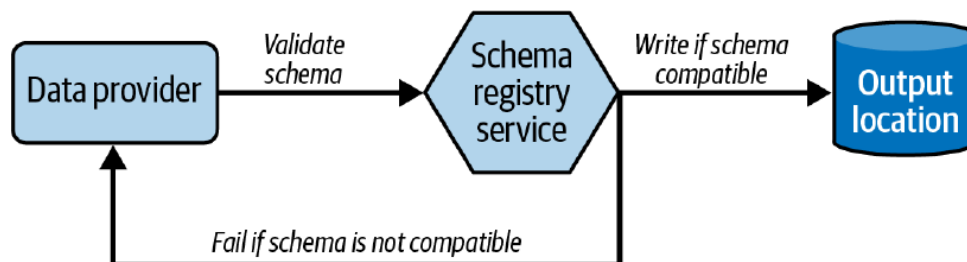 Data provider
Validate
schema
Schema
registry
service
Write if schema
compatible
Output
location
Fail if schema is not compatible